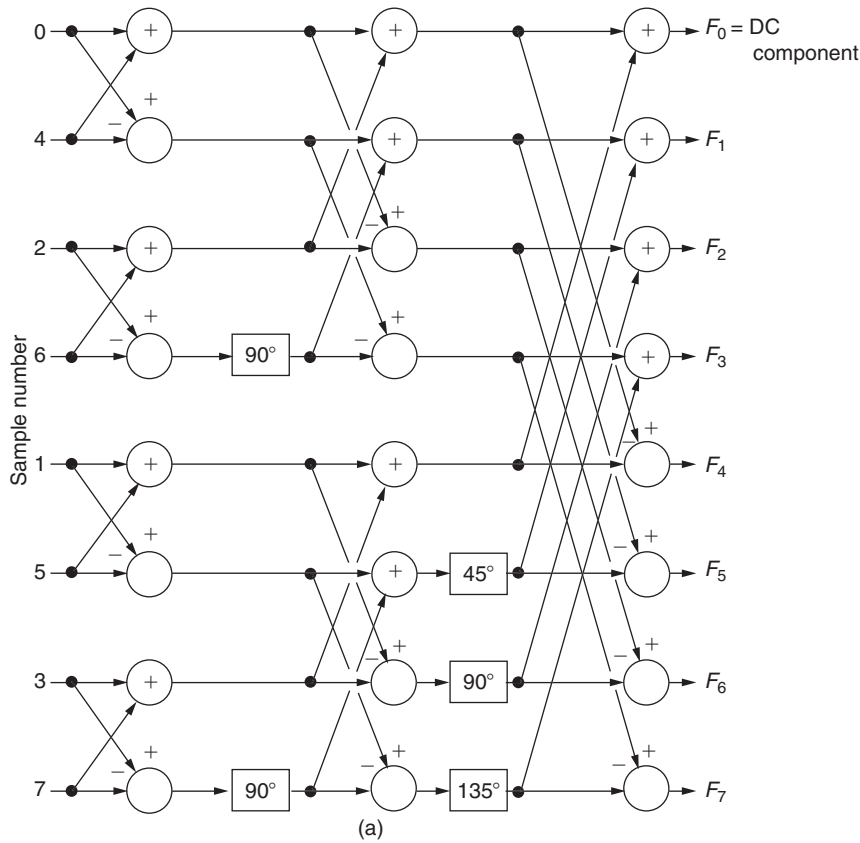 0 + + + F0 = DC
component
+
−
4 + + F1
2 + − + + F2
+
−
6 90° − + + F3
Sample number
1 + + − + F4
+
−
5 + 45° − + F5
3 + − + 90° − + F6
+
−
7 90° − + 135° − + F7
(a)